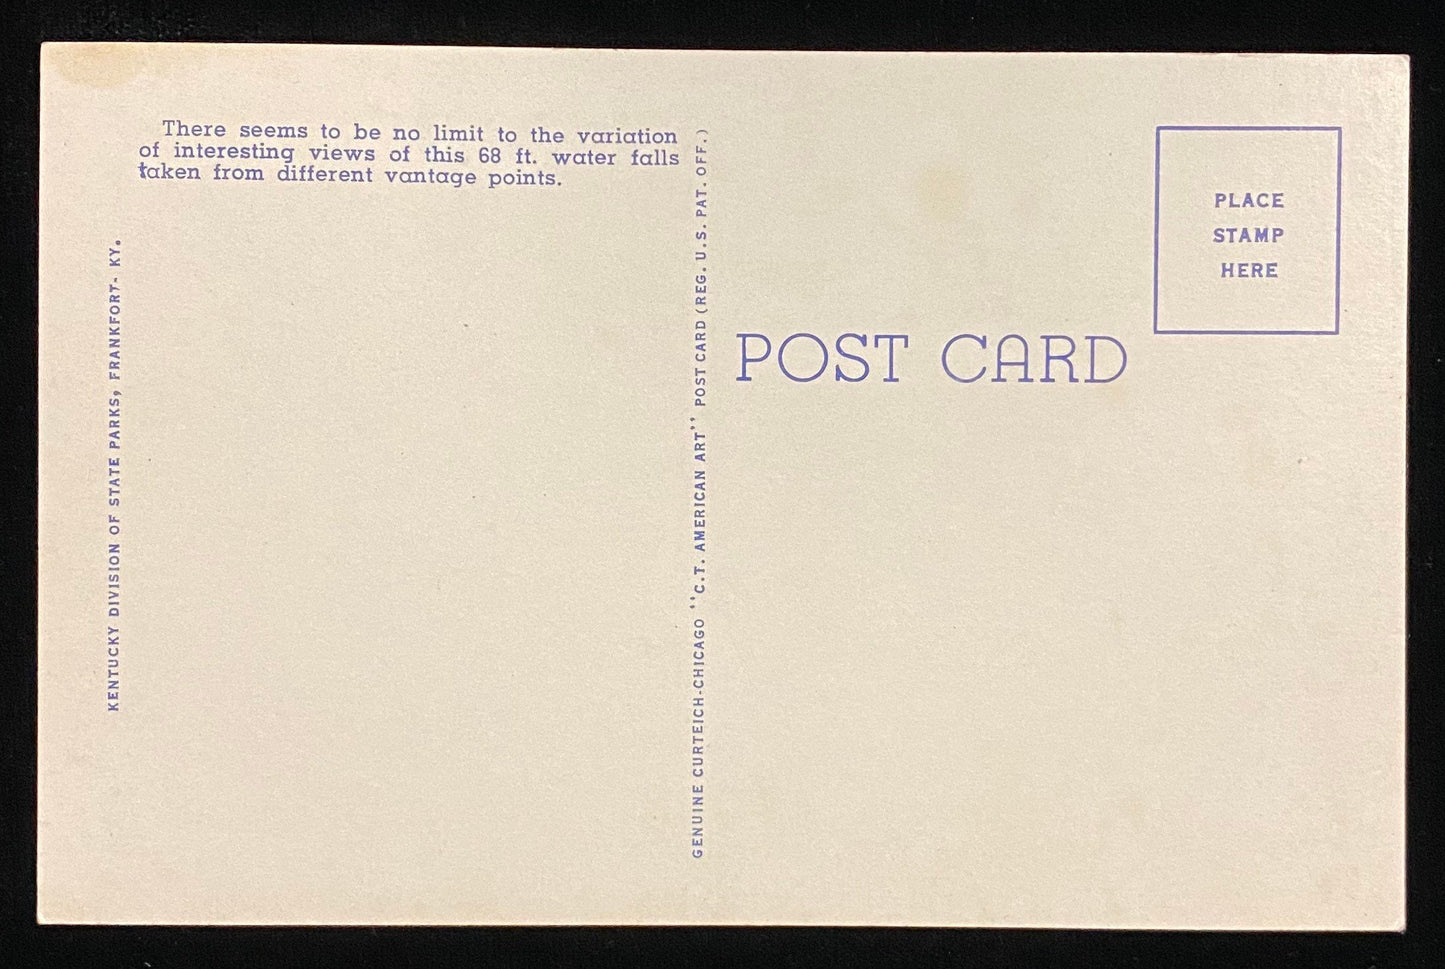 There seems to be no limit to the variation
of interesting views of this 68 ft. water falls
taken from different vantage points.
KENTUCKY DIVISION OF STATE PARKS, FRANKFORT- KY.
GENUINE CURTEICH-CHICAGO "C.T. AMERICAN ART" POST CARD (REG. U.S. PAT. OFF.)
POST CARD
PLACE
STAMP
HERE